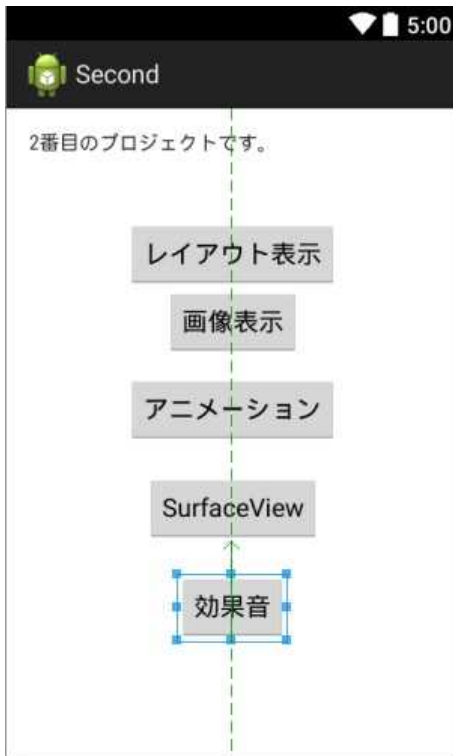 5:00
Second
2番目のプロジェクトです。
レイアウト表示
画像表示
アニメーション
SurfaceView
効果音